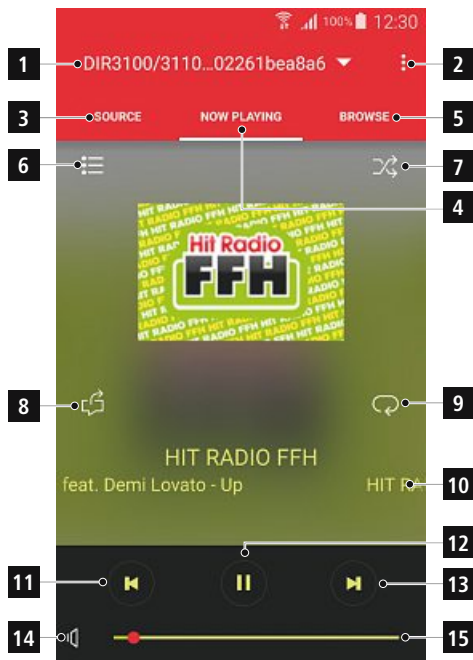 100% 12:30
1 DIR3100/3110...02261bea8a6 2
3 SOURCE NOW PLAYING BROWSE 5
6 7
4
Hit Radio
FFH
8 9
HIT RADIO FFH
feat. Demi Lovato - Up HIT RA 10
12
11 13
14 15